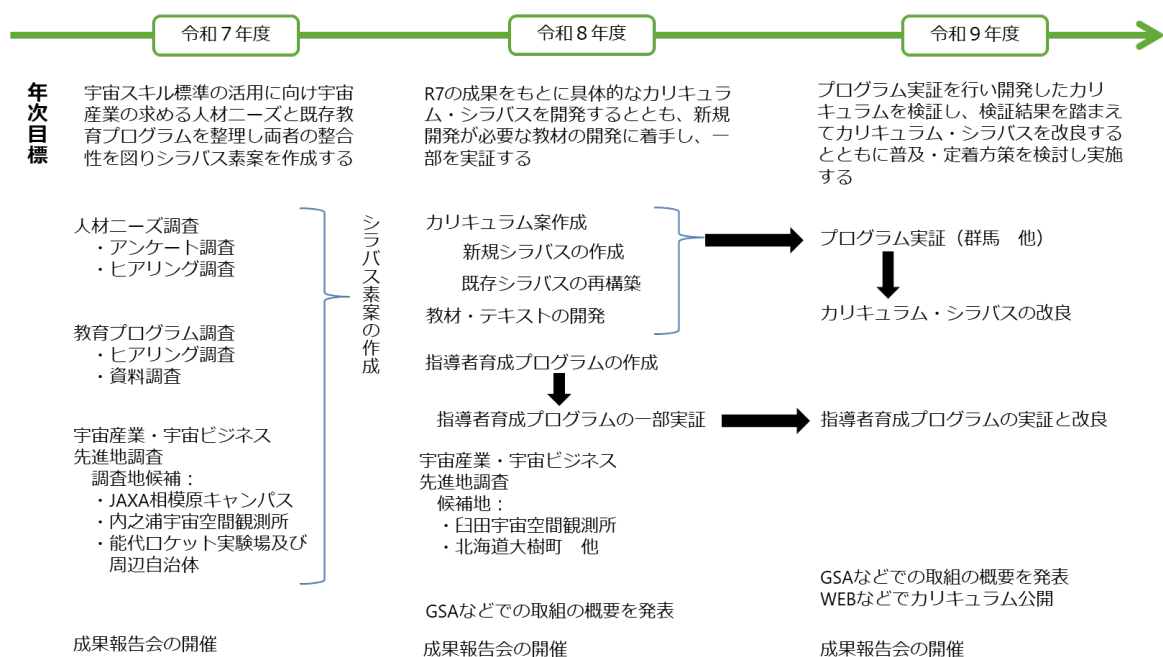 令和７年度
令和８年度
令和９年度
年次目標
宇宙スキル標準の活用に向け宇宙
産業の求める人材ニーズと既存教
育プログラムを整理し両者の整合
性を図りシラバス素案を作成する
人材ニーズ調査
・アンケート調査
・ヒアリング調査
教育プログラム調査
・ヒアリング調査
・資料調査
宇宙産業・宇宙ビジネス
先進地調査
調査地候補：
・JAXA相模原キャンパス
・内之浦宇宙空間観測所
・能代ロケット実験場及び
周辺自治体
シラバス素案の作成
成果報告会の開催
R7の成果をもとに具体的なカリキュラ
ム・シラバスを開発するととも、新規
開発が必要な教材の開発に着手し、一
部を実証する
カリキュラム案作成
新規シラバスの作成
既存シラバスの再構築
教材・テキストの開発
指導者育成プログラムの作成
指導者育成プログラムの一部実証
宇宙産業・宇宙ビジネス
先進地調査
候補地：
・臼田宇宙空間観測所
・北海道大樹町　他
GSAなどでの取組の概要を発表
成果報告会の開催
プログラム実証を行い開発したカリ
キュラムを検証し、検証結果を踏まえ
てカリキュラム・シラバスを改良する
とともに普及・定着方策を検討し実施
する
プログラム実証（群馬　他）
カリキュラム・シラバスの改良
指導者育成プログラムの実証と改良
GSAなどでの取組の概要を発表
WEBなどでカリキュラム公開
成果報告会の開催